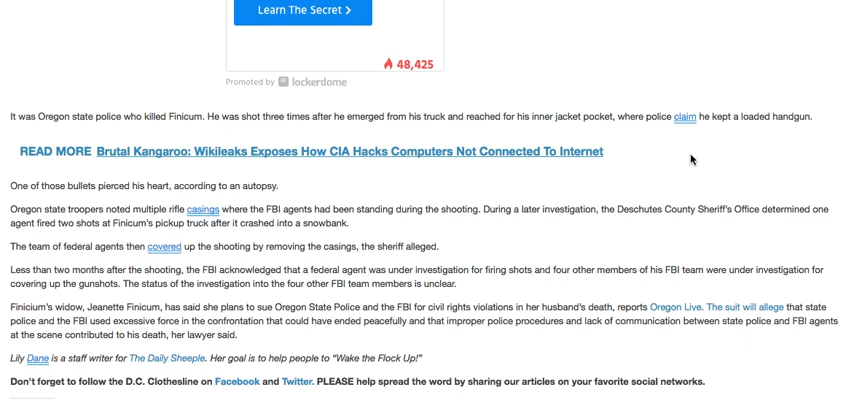 Learn The Secret
48,425
Promoted by lockerdome
It was Oregon state police who killed Finicum. He was shot three times after he emerged from his truck and reached for his inner jacket pocket, where police claim he kept a loaded handgun.
READ MORE Brutal Kangaroo: Wikileaks Exposes How CIA Hacks Computers Not Connected To Internet
One of those bullets pierced his heart, according to an autopsy.
Oregon state troopers noted multiple rifle casings where the FBI agents had been standing during the shooting. During a later investigation, the Deschutes County Sheriff's Office determined one
agent fired two shots at Finicum's pickup truck after it crashed into a snowbank.
The team of federal agents then covered up the shooting by removing the casings, the sheriff alleged.
Less than two months after the shooting, the FBI acknowledged that a federal agent was under investigation for firing shots and four other members of his FBI team were under investigation for
covering up the gunshots. The status of the investigation into the four other FBI team members is unclear.
Finicium's widow, Jeanette Finicum, has said she plans to sue Oregon State Police and the FBI for civil rights violations in her husband's death, reports Oregon Live. The suit will allege that state
police and the FBI used excessive force in the confrontation that could have ended peacefully and that improper police procedures and lack of communication between state police and FBI agents
at the scene contributed to his death, her lawyer said.
Lily Dane is a staff writer for The Daily Sheeple. Her goal is to help people to "Wake the Flock Up!"
Don't forget to follow the D.C. Clothesline on Facebook and Twitter. PLEASE help spread the word by sharing our articles on your favorite social networks.